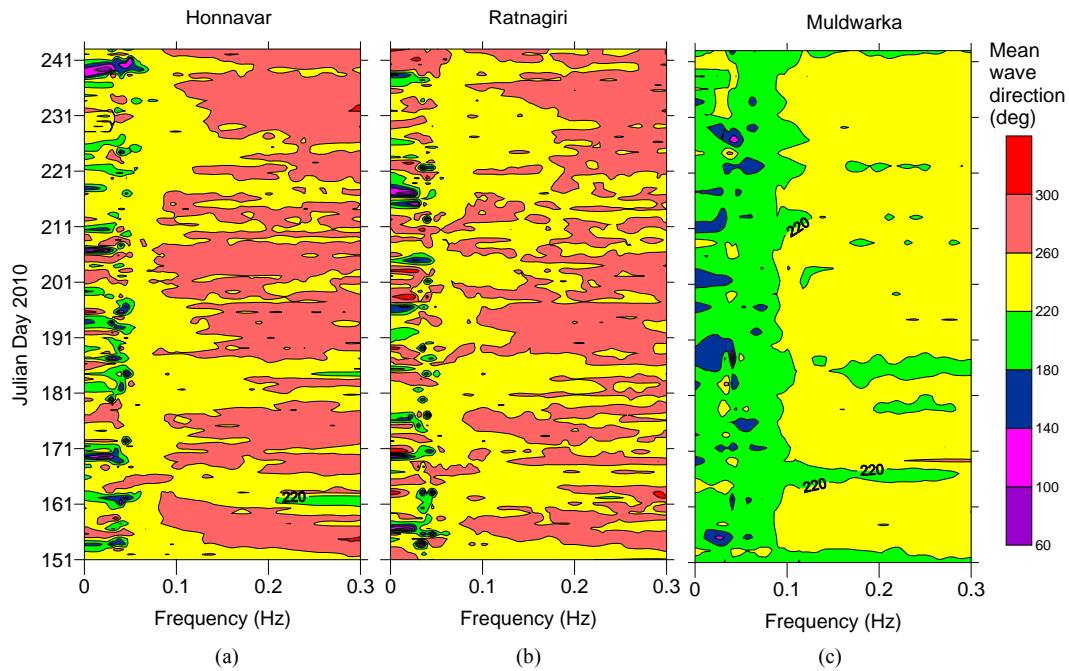 Honnavar
Ratnagiri
Muldwarka
Mean
wave
direction
(deg)
Julian Day 2010
241
231
221
211
201
191
181
171
161
151
220
220
220
220
300
260
220
180
140
100
60
0 0.1 0.2 0.3
0 0.1 0.2 0.3
0 0.1 0.2 0.3
Frequency (Hz)
Frequency (Hz)
Frequency (Hz)
(a)
(b)
(c)